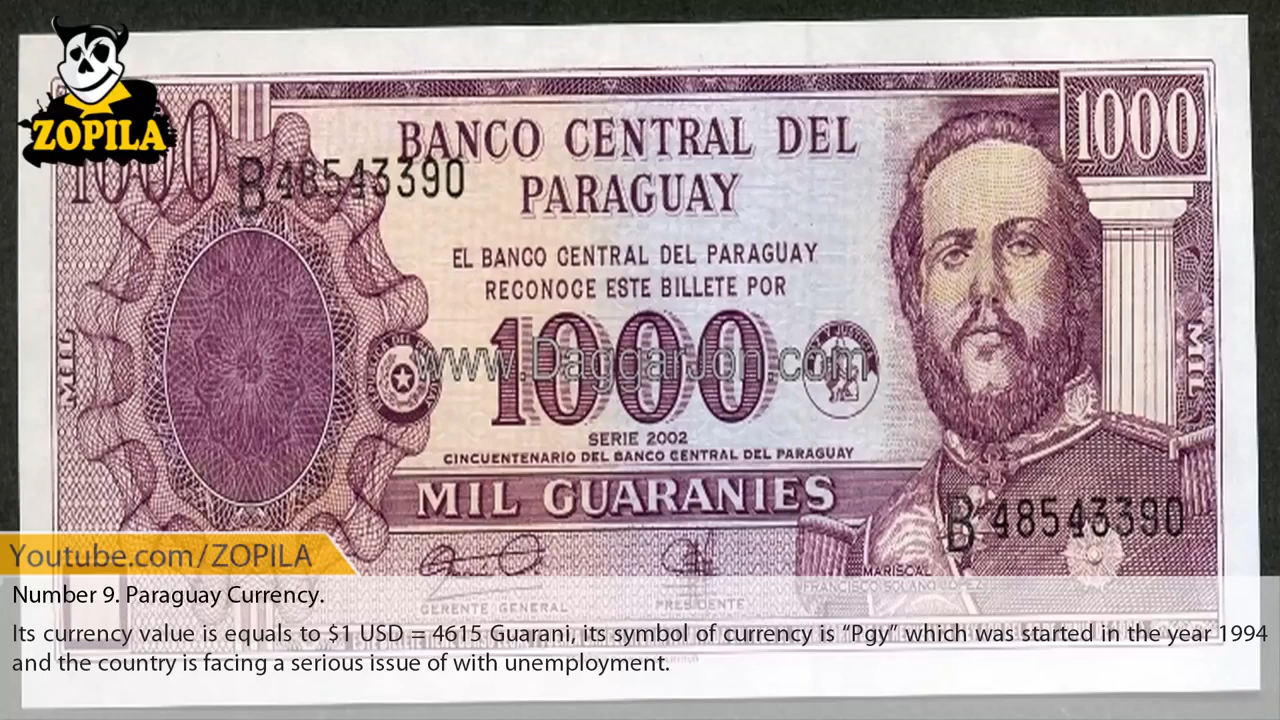 ZOPILA
1000
1000
B 48543390
BANCO CENTRAL DEL
PARAGUAY
EL BANCO CENTRAL DEL PARAGUAY
RECONOCE ESTE BILLETE POR
1000
www.DaggarJon.com
MIL
MIL
SERIE 2002
CINCUENTENARIO DEL BANCO CENTRAL DEL PARAGUAY
MIL GUARANIES
B 48543390
MARISCAL
FRANCISCO SOLANO LOPEZ
GERENTE GENERAL
PRESIDENTE
Youtube.com/ZOPILA
Number 9. Paraguay Currency.
Its currency value is equals to $1 USD = 4615 Guarani, its symbol of currency is “Pgy” which was started in the year 1994
and the country is facing a serious issue of with unemployment.